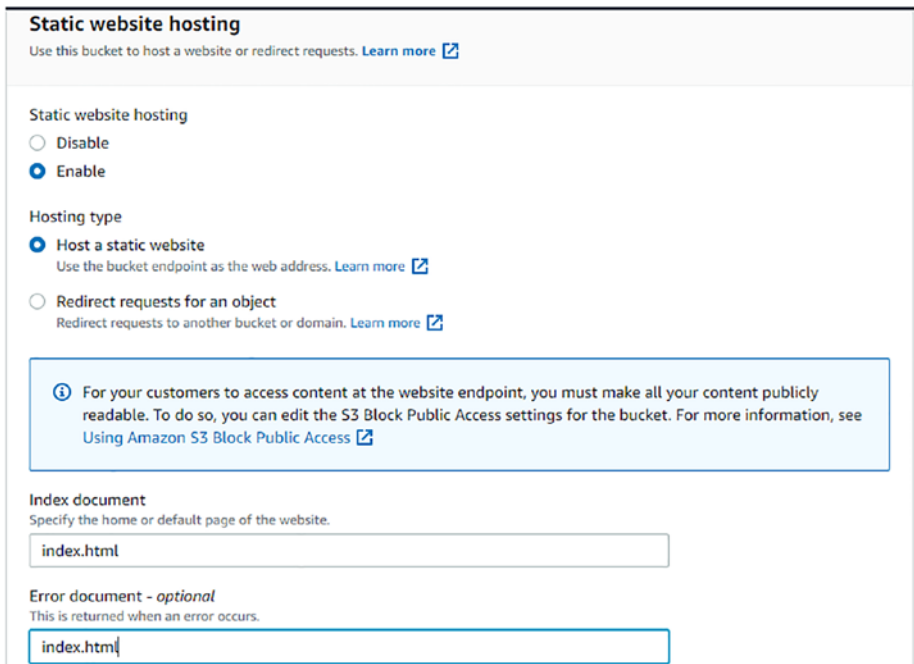 Static website hosting
Use this bucket to host a website or redirect requests. Learn more
Static website hosting
Disable
Enable
Hosting type
Host a static website
Use the bucket endpoint as the web address. Learn more
Redirect requests for an object
Redirect requests to another bucket or domain. Learn more
For your customers to access content at the website endpoint, you must make all your content publicly
readable. To do so, you can edit the S3 Block Public Access settings for the bucket. For more information, see
Using Amazon S3 Block Public Access
Index document
Specify the home or default page of the website.
index.html
Error document - optional
This is returned when an error occurs.
index.html